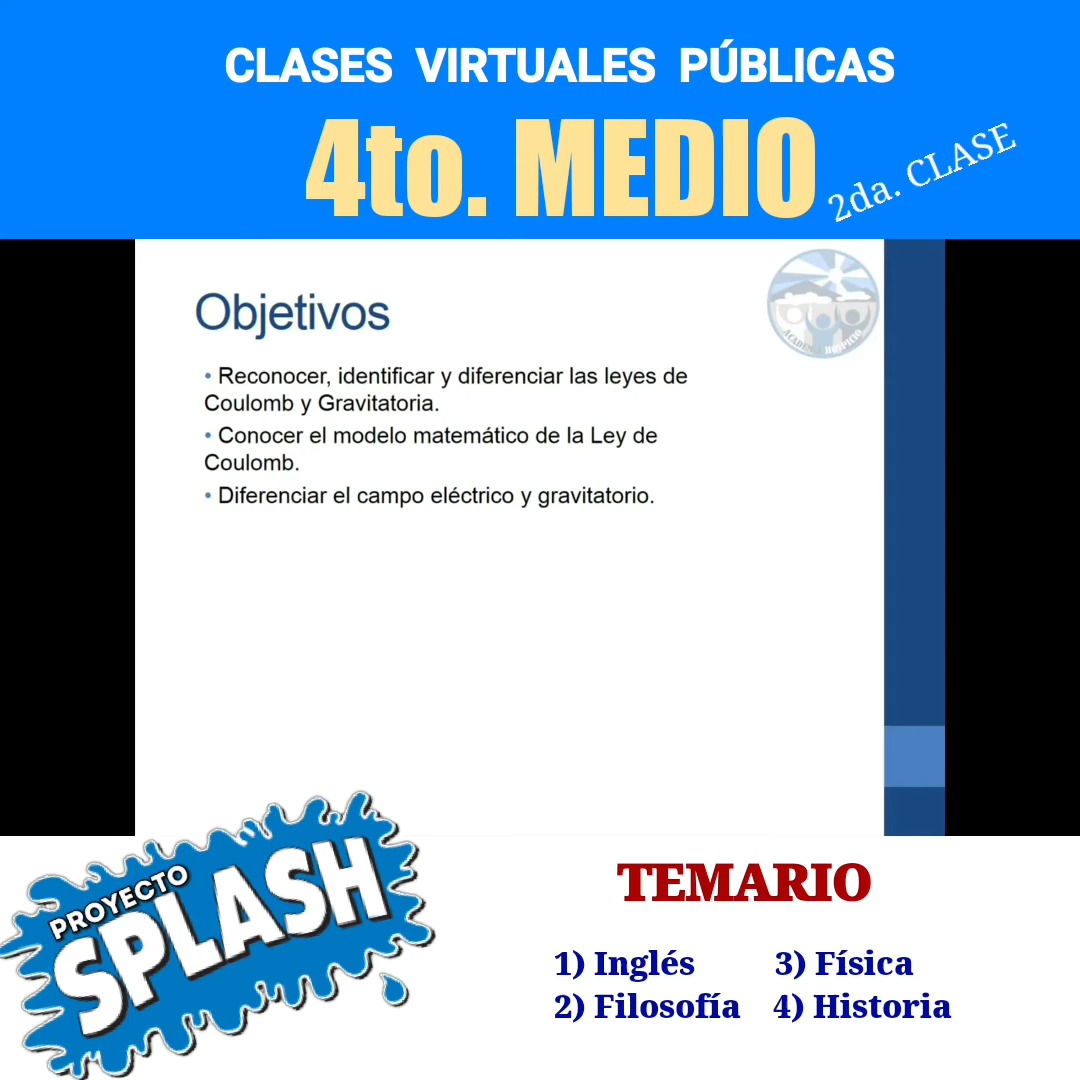 CLASES VIRTUALES PÚBLICAS
4to. MEDIO
2da. CLASE
Objetivos
• Reconocer, identificar y diferenciar las leyes de
Coulomb y Gravitatoria.
• Conocer el modelo matemático de la Ley de
Coulomb.
• Diferenciar el campo eléctrico y gravitatorio.
HOSPICIO
PROYECTO
SPLASH
TEMARIO
1) Inglés 3) Física
2) Filosofía 4) Historia